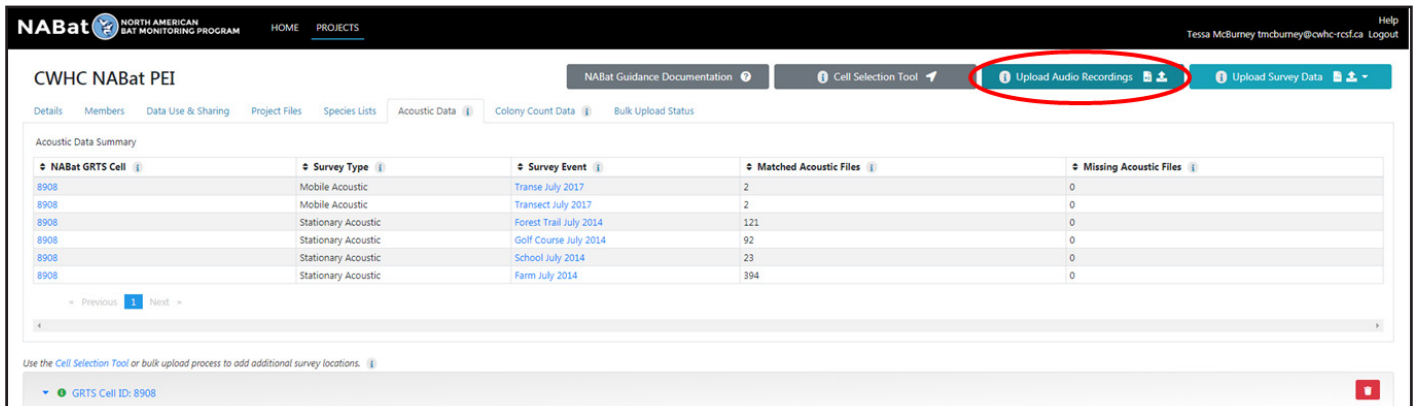 NABat NORTH AMERICAN BAT MONITORING PROGRAM HOME PROJECTS Help
Tessa McBurney tmcburney@cwhc-rcsf.ca Logout
CWHC NABat PEI NABat Guidance Documentation Cell Selection Tool Upload Audio Recordings Upload Survey Data
Details Members Data Use & Sharing Project Files Species Lists Acoustic Data Colony Count Data Bulk Upload Status
Acoustic Data Summary
NABat GRTS Cell Survey Type Survey Event Matched Acoustic Files Missing Acoustic Files
8908 Mobile Acoustic Transe July 2017 2 0
8908 Mobile Acoustic Transect July 2017 2 0
8908 Stationary Acoustic Forest Trail July 2014 121 0
8908 Stationary Acoustic Golf Course July 2014 92 0
8908 Stationary Acoustic School July 2014 23 0
8908 Stationary Acoustic Farm July 2014 394 0
« Previous 1 Next »
Use the Cell Selection Tool or bulk upload process to add additional survey locations.
GRTS Cell ID: 8908